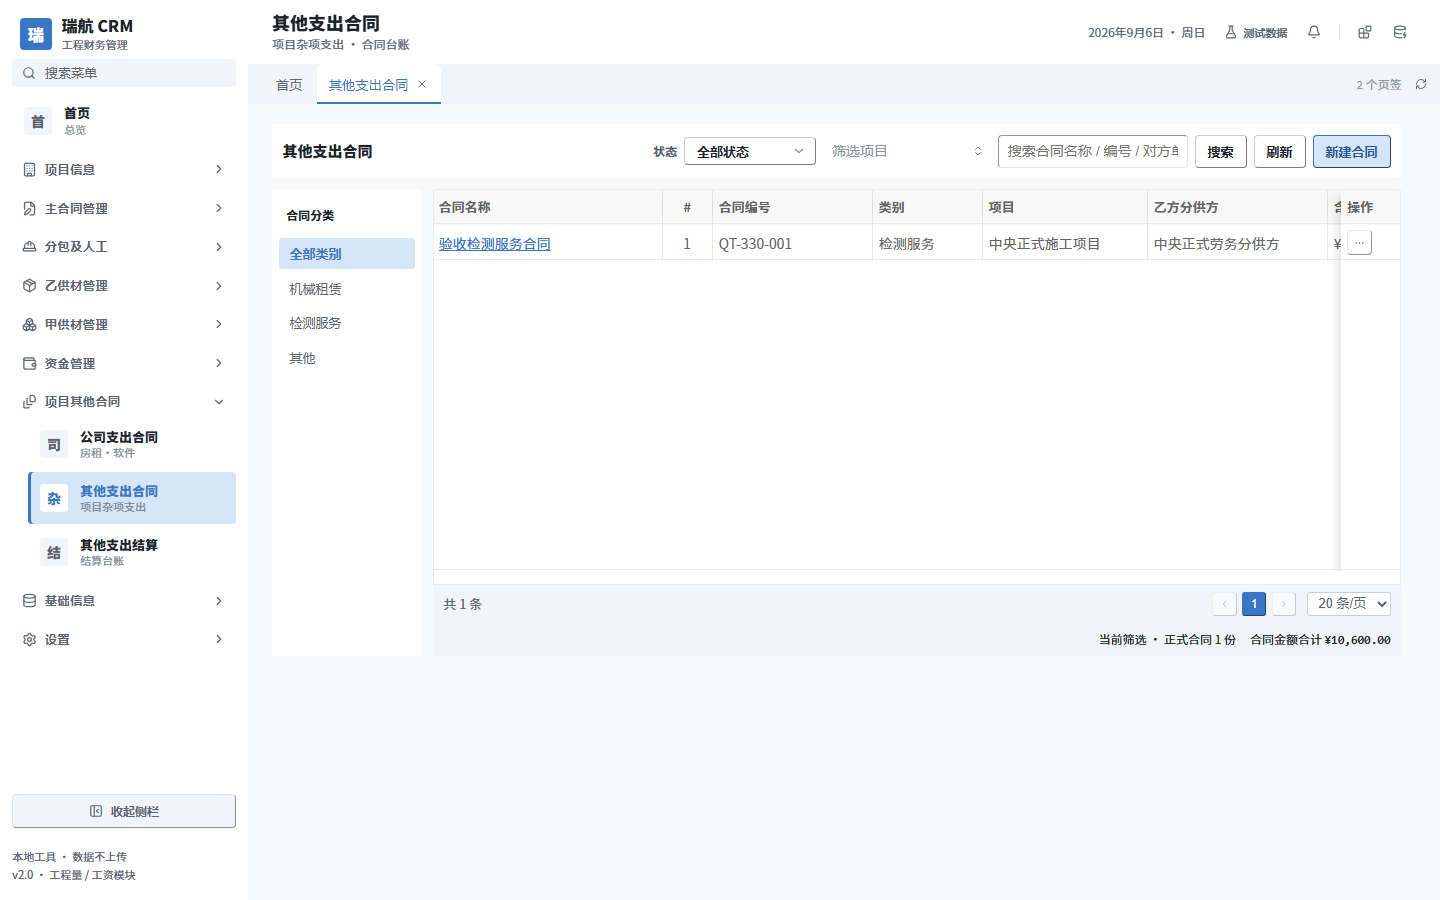 瑞
瑞航 CRM
工程财务管理
搜索菜单
首
首页
总览
项目信息
主合同管理
分包及人工
乙供材管理
甲供材管理
资金管理
项目其他合同
司
公司支出合同
房租・软件
杂
其他支出合同
项目杂项支出
结
其他支出结算
结算台账
基础信息
设置
收起侧栏
本地工具・数据不上传
v2.0・工程量 / 工资模块
其他支出合同
项目杂项支出・合同台账
2026年9月6日・周日
测试数据
首页
其他支出合同
2 个页签
其他支出合同
状态
全部状态
筛选项目
搜索合同名称 / 编号 / 对方单
搜索
刷新
新建合同
合同分类
全部类别
机械租赁
检测服务
其他
合同名称 # 合同编号 类别 项目 乙方分供方 操作
验收检测服务合同 1 QT-330-001 检测服务 中央正式施工项目 中央正式劳务分供方 ¥ ···
共 1 条
1
20 条/页
当前筛选・正式合同 1 份 合同金额合计 ¥10,600.00